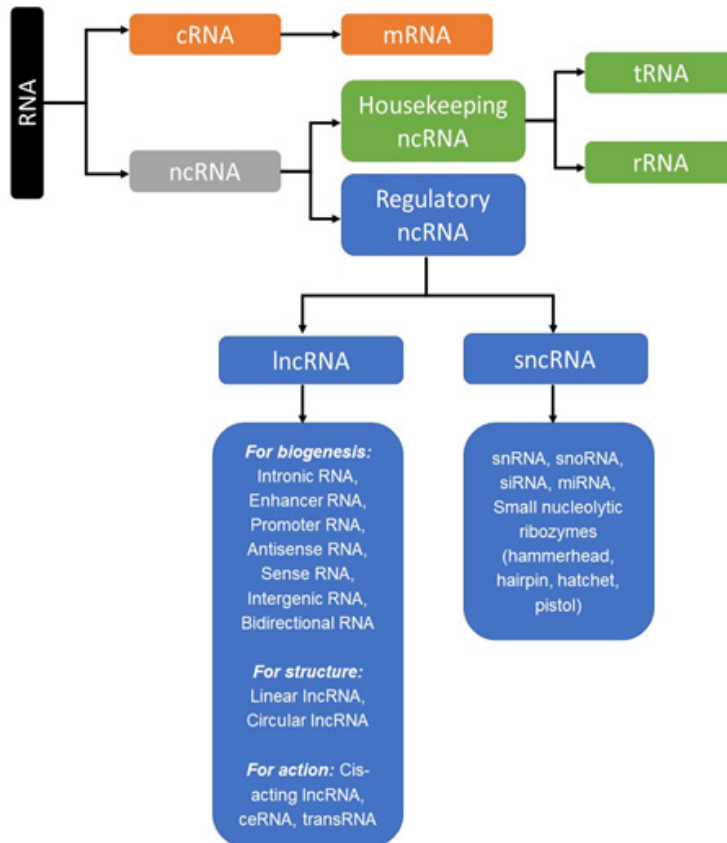 RNA
cRNA
mRNA
ncRNA
Housekeeping
ncRNA
tRNA
rRNA
Regulatory
ncRNA
lncRNA
sncRNA
For biogenesis:
Intronic RNA,
Enhancer RNA,
Promoter RNA,
Antisense RNA,
Sense RNA,
Intergenic RNA,
Bidirectional RNA
For structure:
Linear lncRNA,
Circular lncRNA
For action: Cis-
acting lncRNA,
ceRNA, transRNA
snRNA, snoRNA,
siRNA, miRNA,
Small nucleolytic
ribozymes
(hammerhead,
hairpin, hatchet,
pistol)